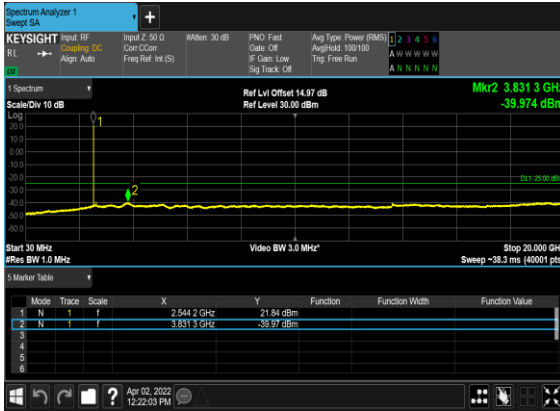 Spectrum Analyzer 1
Swept SA
+
KEYSIGHT Input: RF Input Z: 50 Ω #Atten: 30 dB PNO: Fast Avg Type: Power (RMS) 1 2 3 4 5 6
RL Coupling: DC Corr CCorr Gate: Off Avg|Hold: 100/100 A W W W W W
Align: Auto Freq Ref: Int (S) IF Gain: Low Trig: Free Run
Sig Track: Off A N N N N N
1 Spectrum Ref Lvl Offset 14.97 dB Mkr2 3.831 3 GHz
Scale/Div 10 dB Ref Level 30.00 dBm -39.974 dBm
Log
20.0
10.0
0.00
-10.0
-20.0
-30.0
-40.0
-50.0
-60.0
1
2
DL1 -25.00 dBm
Start 30 MHz Video BW 3.0 MHz* Stop 20.000 GHz
#Res BW 1.0 MHz Sweep ~38.3 ms (40001 pts)
5 Marker Table
Mode Trace Scale X Y Function Function Width Function Value
1 N 1 f 2.544 2 GHz 21.84 dBm
2 N 1 f 3.831 3 GHz -39.97 dBm
3
4
5
6
? Apr 02, 2022
12:22:03 PM